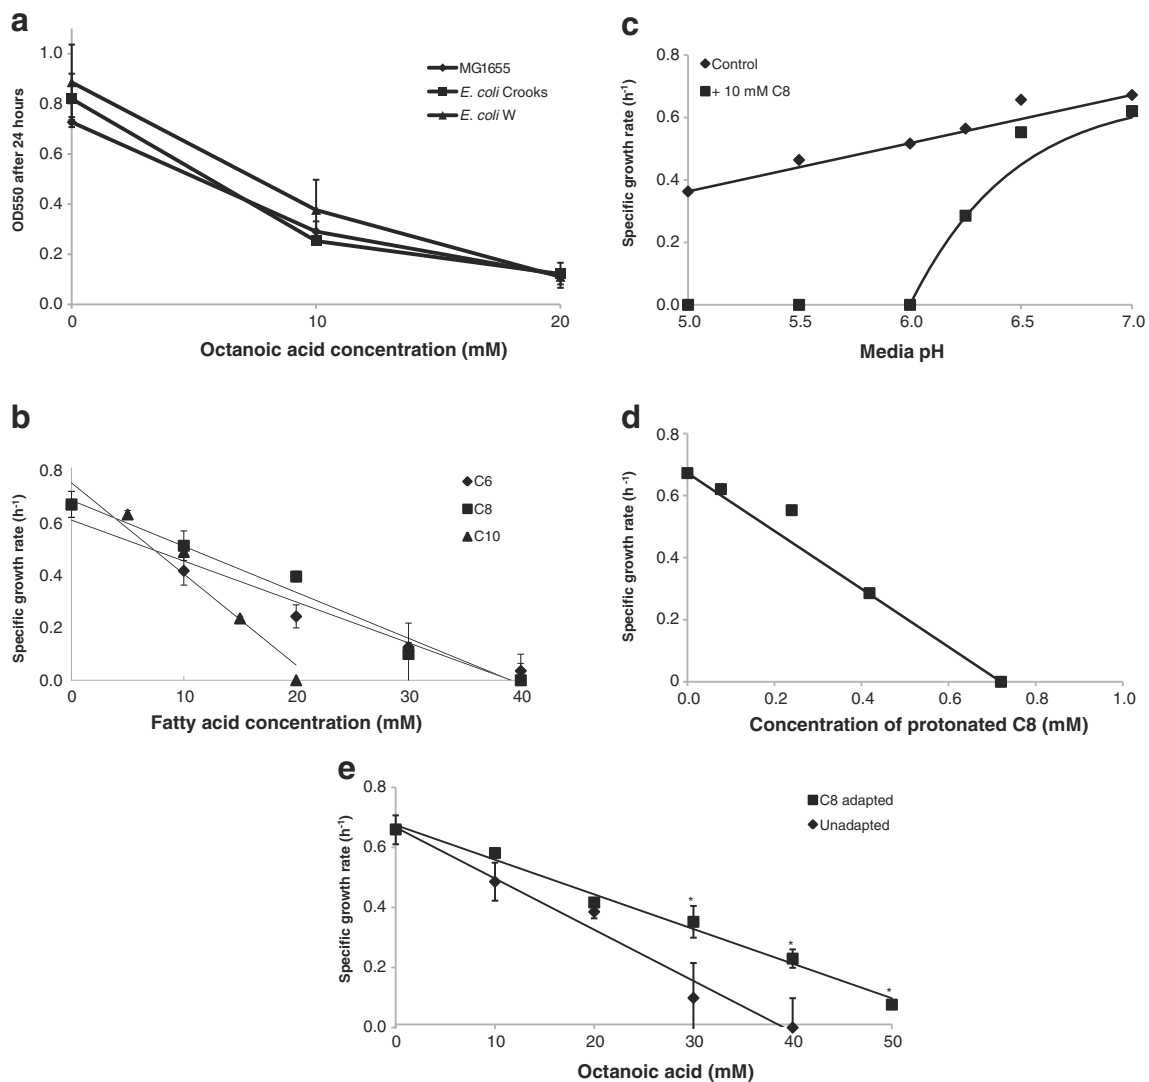 a
1.0
0.8
0.6
0.4
0.2
0.0
OD550 after 24 hours
MG1655
E. coli Crooks
E. coli W
0 10 20
Octanoic acid concentration (mM)
c
0.8
0.6
0.4
0.2
0.0
Specific growth rate (h-1)
Control
+ 10 mM C8
5.0 5.5 6.0 6.5 7.0
Media pH
b
0.8
0.6
0.4
0.2
0.0
Specific growth rate (h-1)
C6
C8
C10
0 10 20 30 40
Fatty acid concentration (mM)
d
0.8
0.6
0.4
0.2
0
Specific growth rate (h -1)
0.0 0.2 0.4 0.6 0.8 1.0
Concentration of protonated C8 (mM)
e
0.8
0.6
0.4
0.2
0.0
Specific growth rate (h-1)
C8 adapted
Unadapted
*
*
*
0 10 20 30 40 50
Octanoic acid (mM)